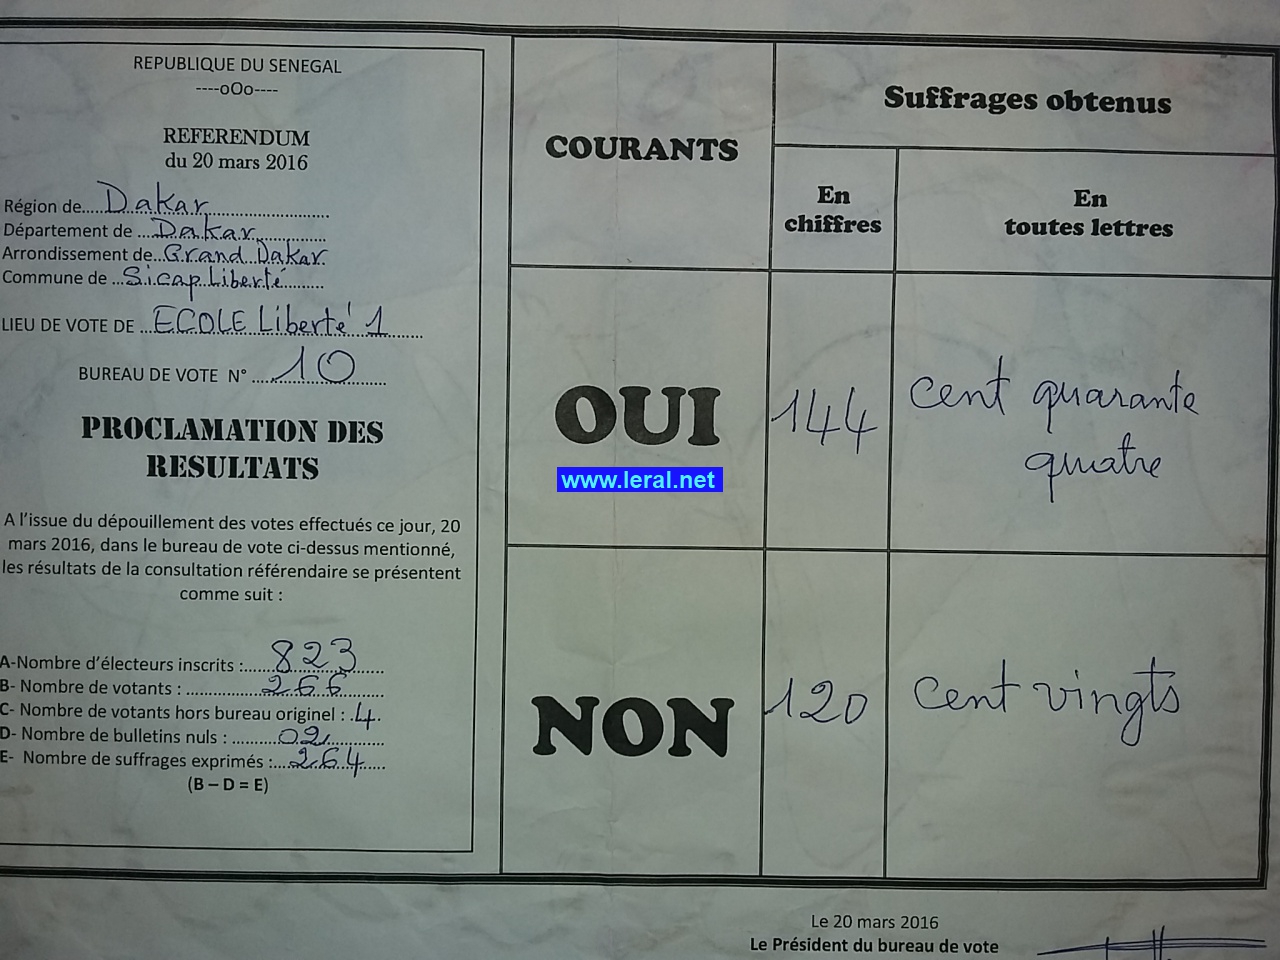 REPUBLIQUE DU SENEGAL
----oOo----
REFERENDUM
du 20 mars 2016
Région de....Dakar....
Département de ...Dakar....
Arrondissement de..Grand Dakar
Commune de ...Sicap Liberté....
LIEU DE VOTE DE ...ECOLE Liberté 1....
BUREAU DE VOTE N° ....10....
PROCLAMATION DES
RESULTATS
A l'issue du dépouillement des votes effectués ce jour, 20
mars 2016, dans le bureau de vote ci-dessus mentionné,
les résultats de la consultation référendaire se présentent
comme suit :
A-Nombre d'électeurs inscrits :....823....
B- Nombre de votants : ....266....
C- Nombre de votants hors bureau originel : .4.
D- Nombre de bulletins nuls : ....02....
E- Nombre de suffrages exprimés :...264....
(B – D = E)
COURANTS
Suffrages obtenus
En
chiffres
En
toutes lettres
OUI
144
cent quarante
quatre
www.leral.net
NON
120
cent vingts
Le 20 mars 2016
Le Président du bureau de vote